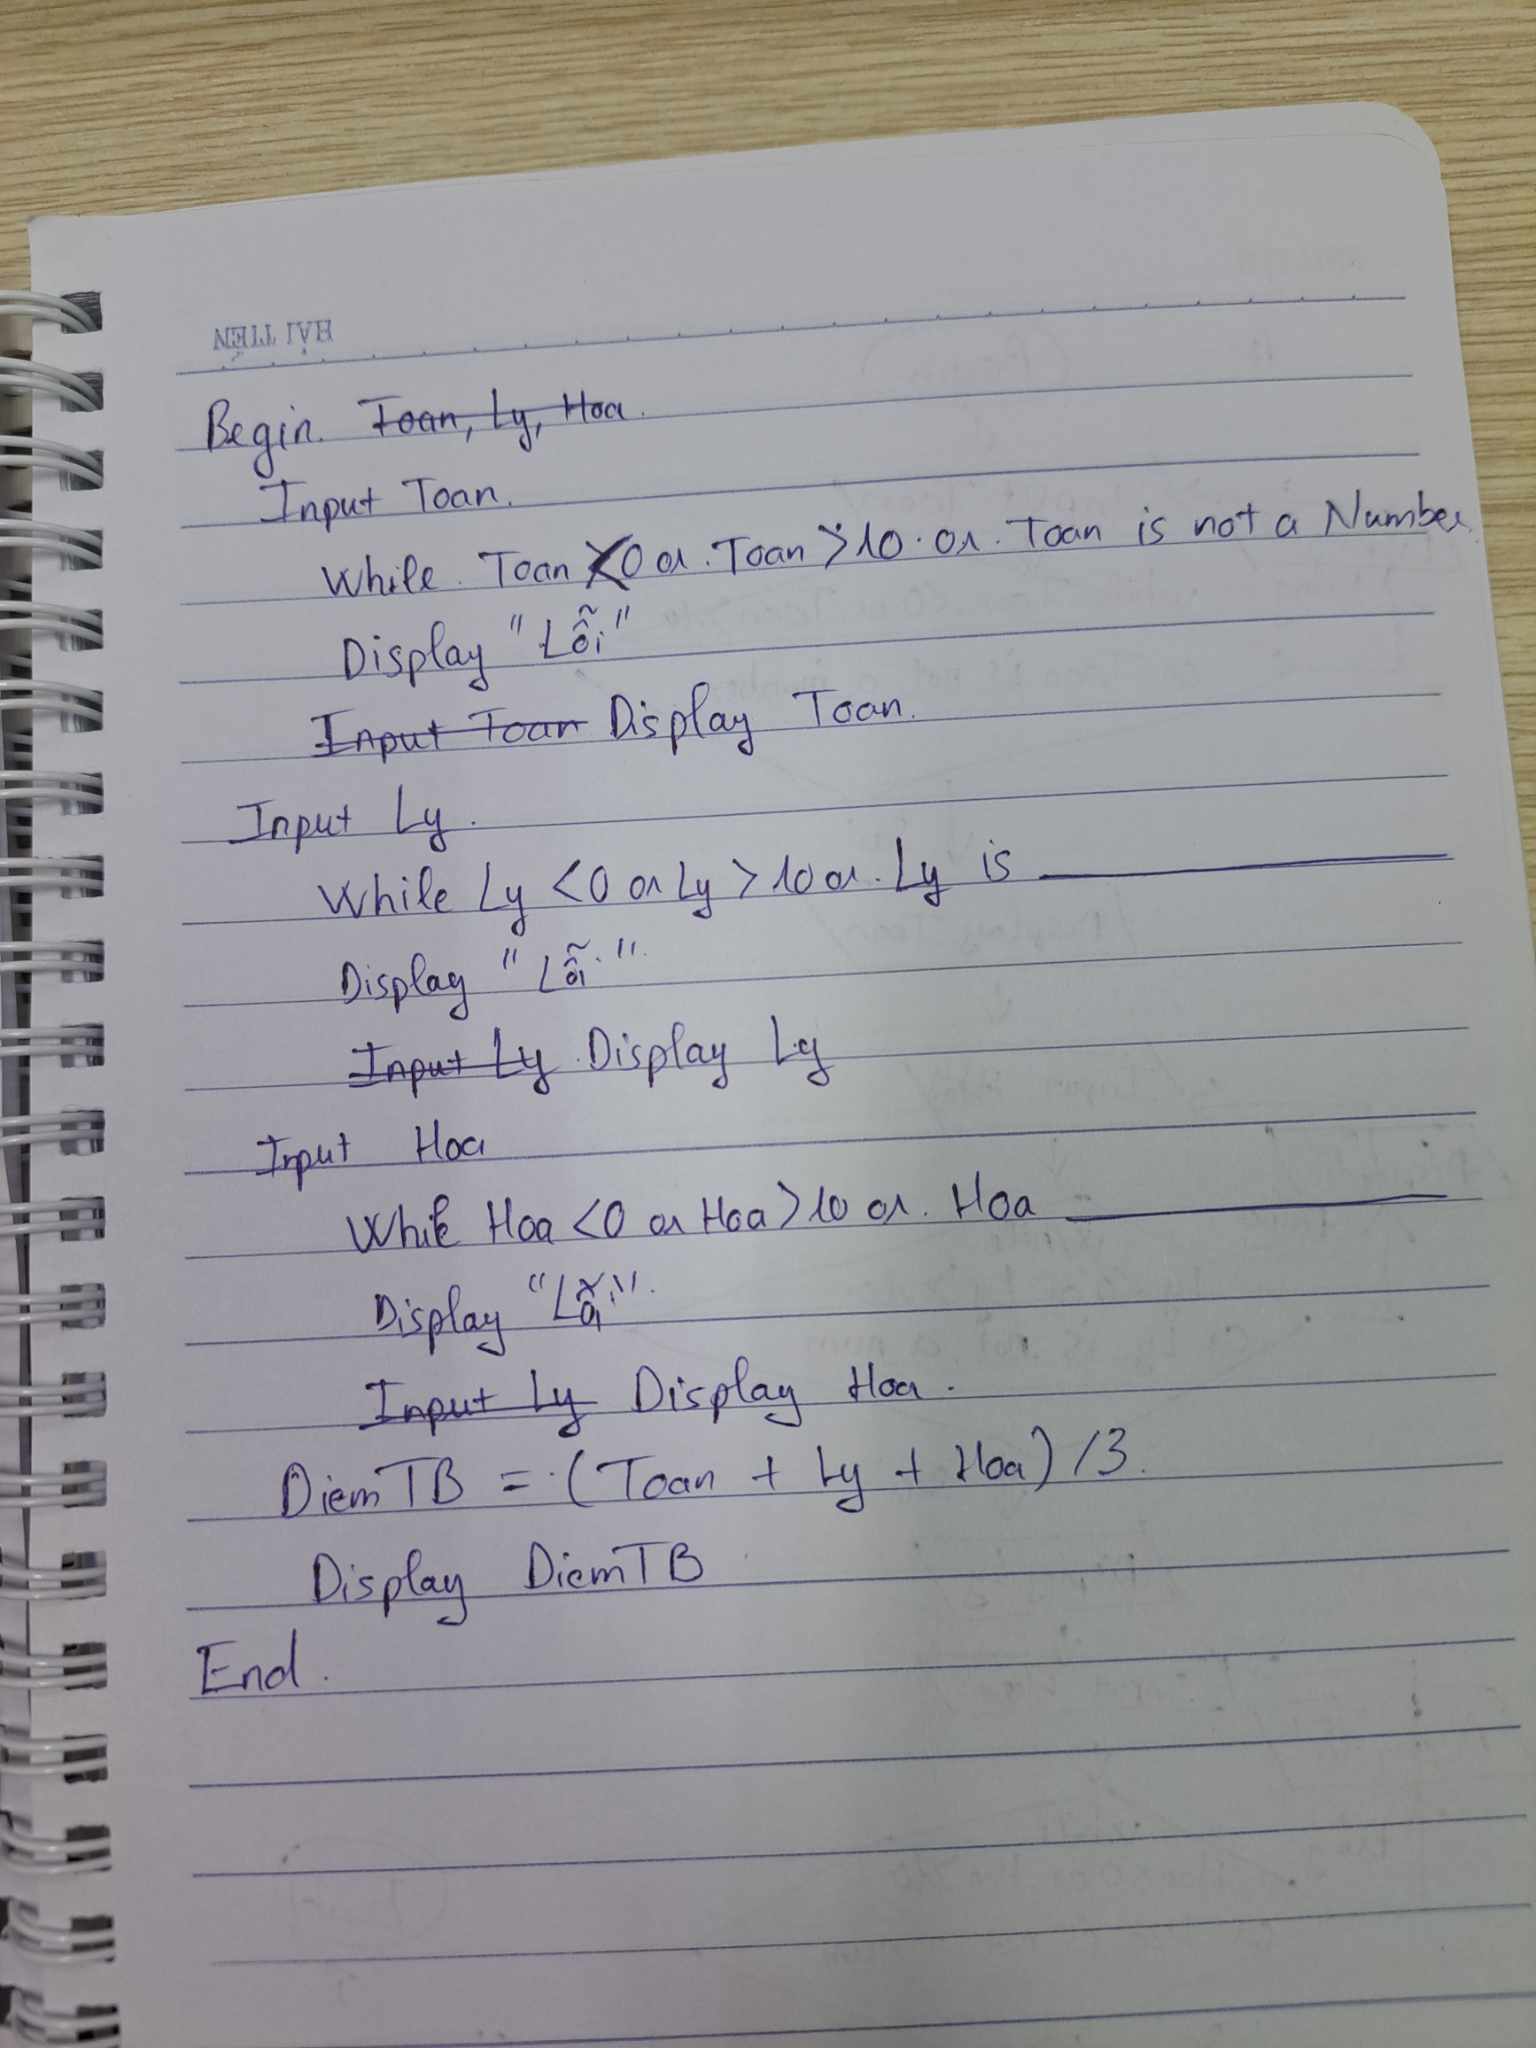 HẢI TIẾN
Begin. Toan, Ly, Hoa.
Input Toan.
While. Toan <0 or. Toan >10. or. Toan is not a Number
Display "Lỗi"
Input Toan Display Toan.
Input Ly.
While Ly <0 or Ly >10 or. Ly is
Display "Lỗi."
Input Ly. Display Ly
Input Hoa
While Hoa <0 or Hoa >10 or. Hoa
Display "Lỗi".
Input Ly Display Hoa.
DiemTB = (Toan + Ly + Hoa) /3.
Display DiemTB
End.